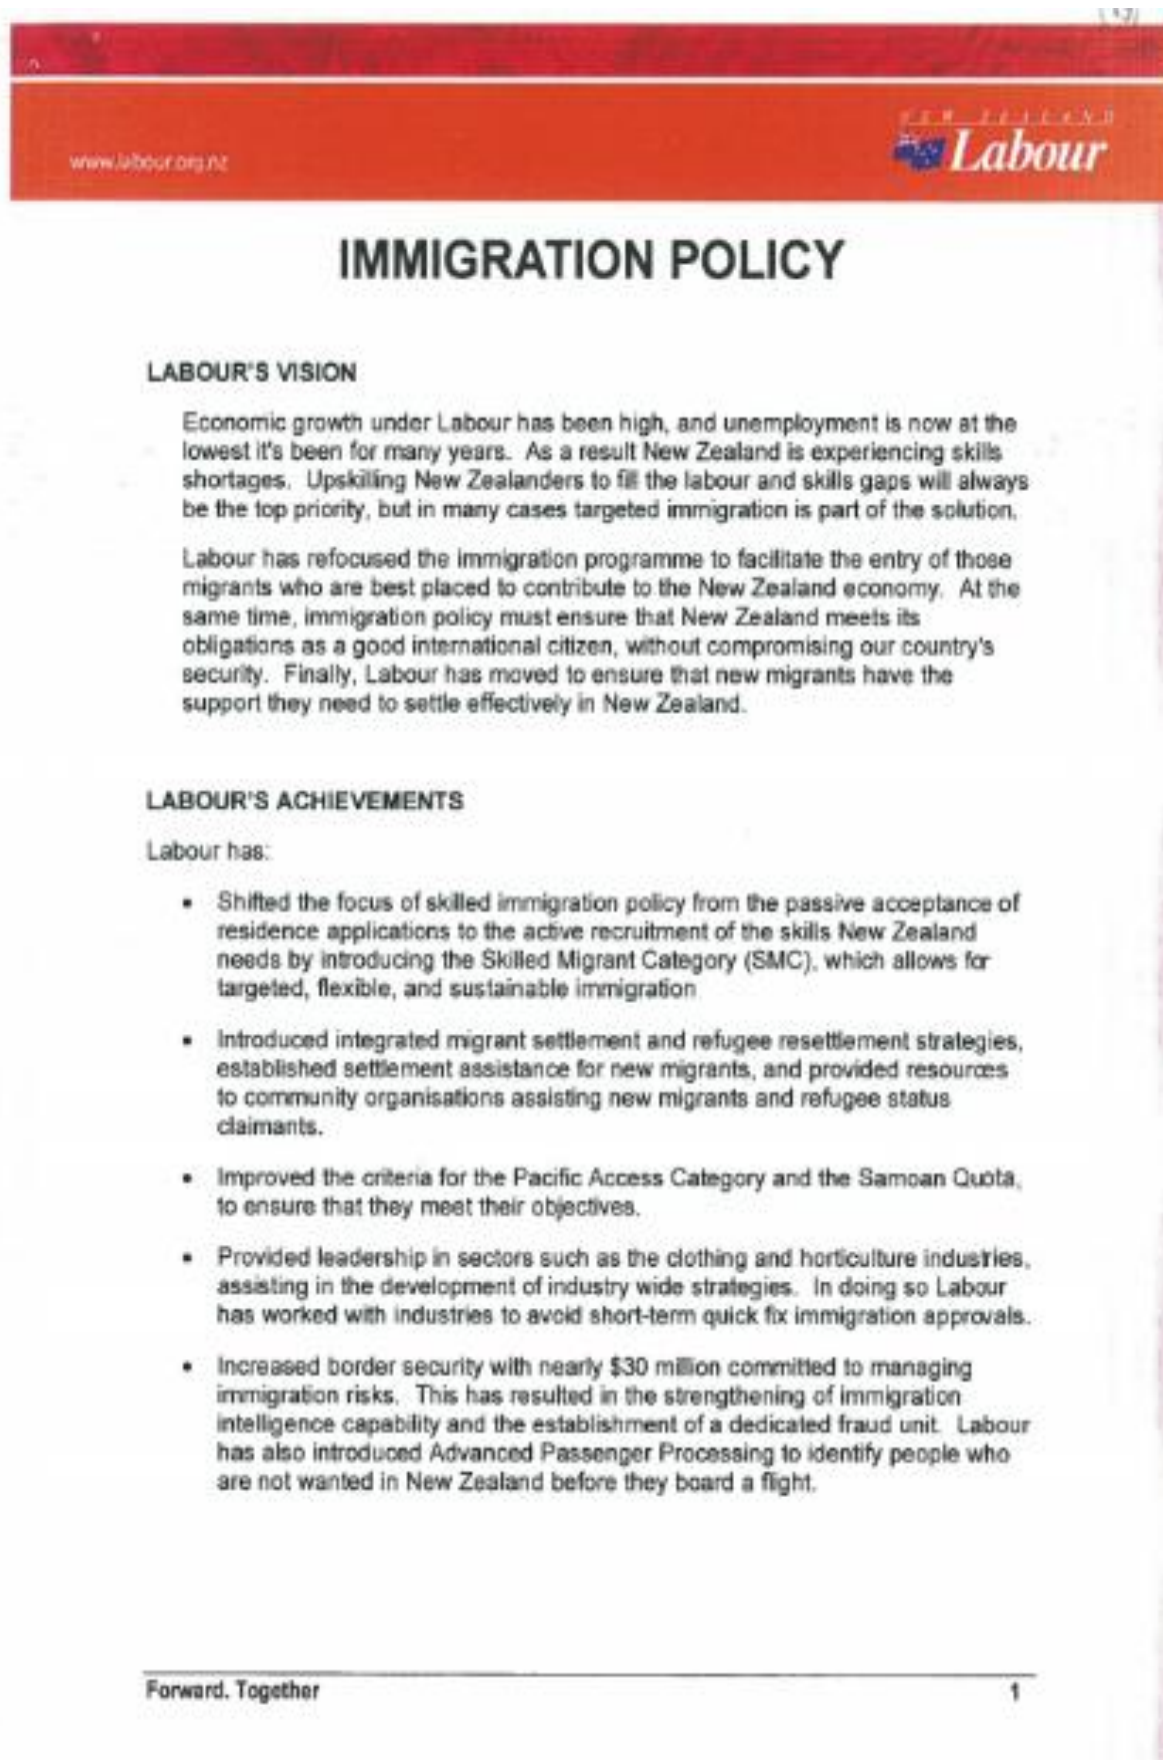 www.labour.org.nz
NEW ZEALAND
Labour
IMMIGRATION POLICY
LABOUR'S VISION
Economic growth under Labour has been high, and unemployment is now at the
lowest it's been for many years. As a result New Zealand is experiencing skills
shortages. Upskilling New Zealanders to fill the labour and skills gaps will always
be the top priority, but in many cases targeted immigration is part of the solution.
Labour has refocused the immigration programme to facilitate the entry of those
migrants who are best placed to contribute to the New Zealand economy. At the
same time, immigration policy must ensure that New Zealand meets its
obligations as a good international citizen, without compromising our country's
security. Finally, Labour has moved to ensure that new migrants have the
support they need to settle effectively in New Zealand.
LABOUR'S ACHIEVEMENTS
Labour has:
• Shifted the focus of skilled immigration policy from the passive acceptance of
residence applications to the active recruitment of the skills New Zealand
needs by introducing the Skilled Migrant Category (SMC), which allows for
targeted, flexible, and sustainable immigration
• Introduced integrated migrant settlement and refugee resettlement strategies,
established settlement assistance for new migrants, and provided resources
to community organisations assisting new migrants and refugee status
claimants.
• Improved the criteria for the Pacific Access Category and the Samoan Quota,
to ensure that they meet their objectives.
• Provided leadership in sectors such as the clothing and horticulture industries,
assisting in the development of industry wide strategies. In doing so Labour
has worked with industries to avoid short-term quick fix immigration approvals.
• Increased border security with nearly $30 million committed to managing
immigration risks. This has resulted in the strengthening of immigration
intelligence capability and the establishment of a dedicated fraud unit. Labour
has also introduced Advanced Passenger Processing to identify people who
are not wanted in New Zealand before they board a flight.
Forward. Together 1